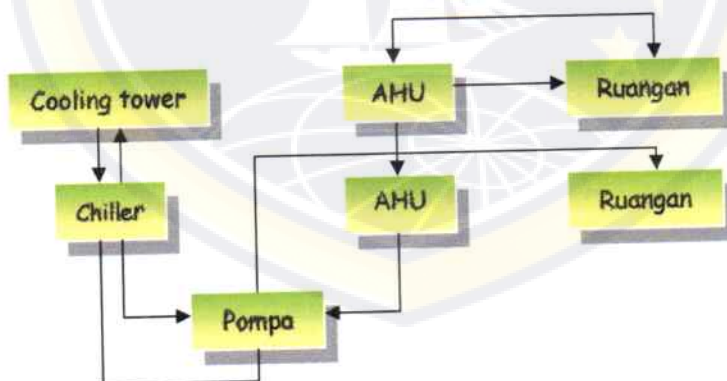 Cooling tower
AHU
Ruangan
Chiller
AHU
Ruangan
Pompa